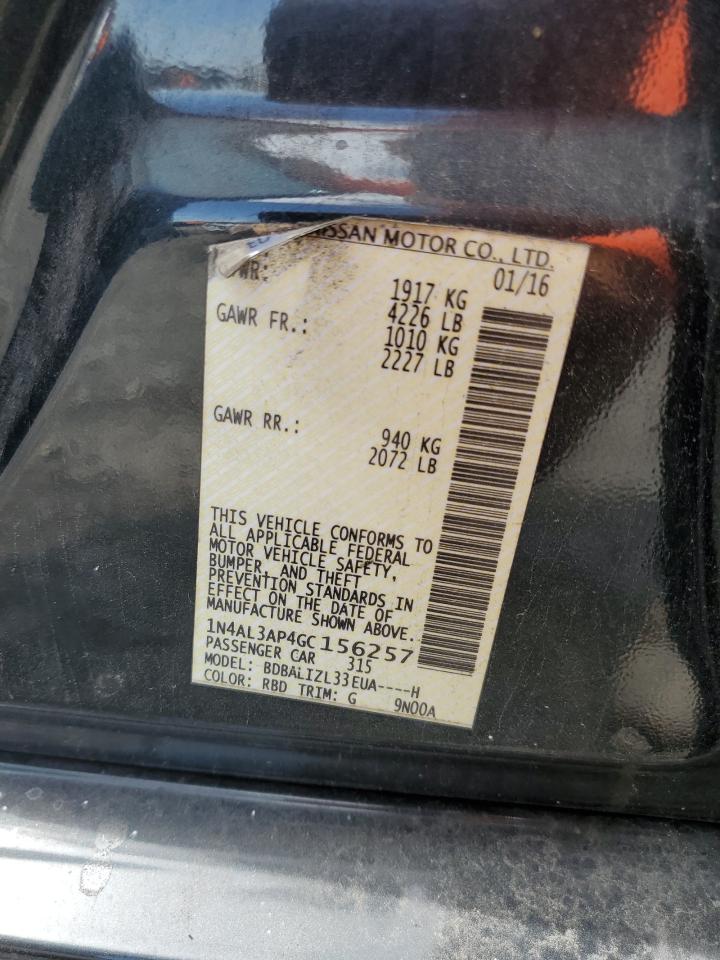 NISSAN MOTOR CO., LTD.
01/16
GVWR: 1917 KG
4226 LB
GAWR FR.: 1010 KG
2227 LB
GAWR RR.: 940 KG
2072 LB
THIS VEHICLE CONFORMS TO
ALL APPLICABLE FEDERAL
MOTOR VEHICLE SAFETY,
BUMPER, AND THEFT
PREVENTION STANDARDS IN
EFFECT ON THE DATE OF
MANUFACTURE SHOWN ABOVE.
1N4AL3AP4GC156257
PASSENGER CAR 315
MODEL: BDBALIZL33EUA----H
COLOR: RBD TRIM: G 9N00A